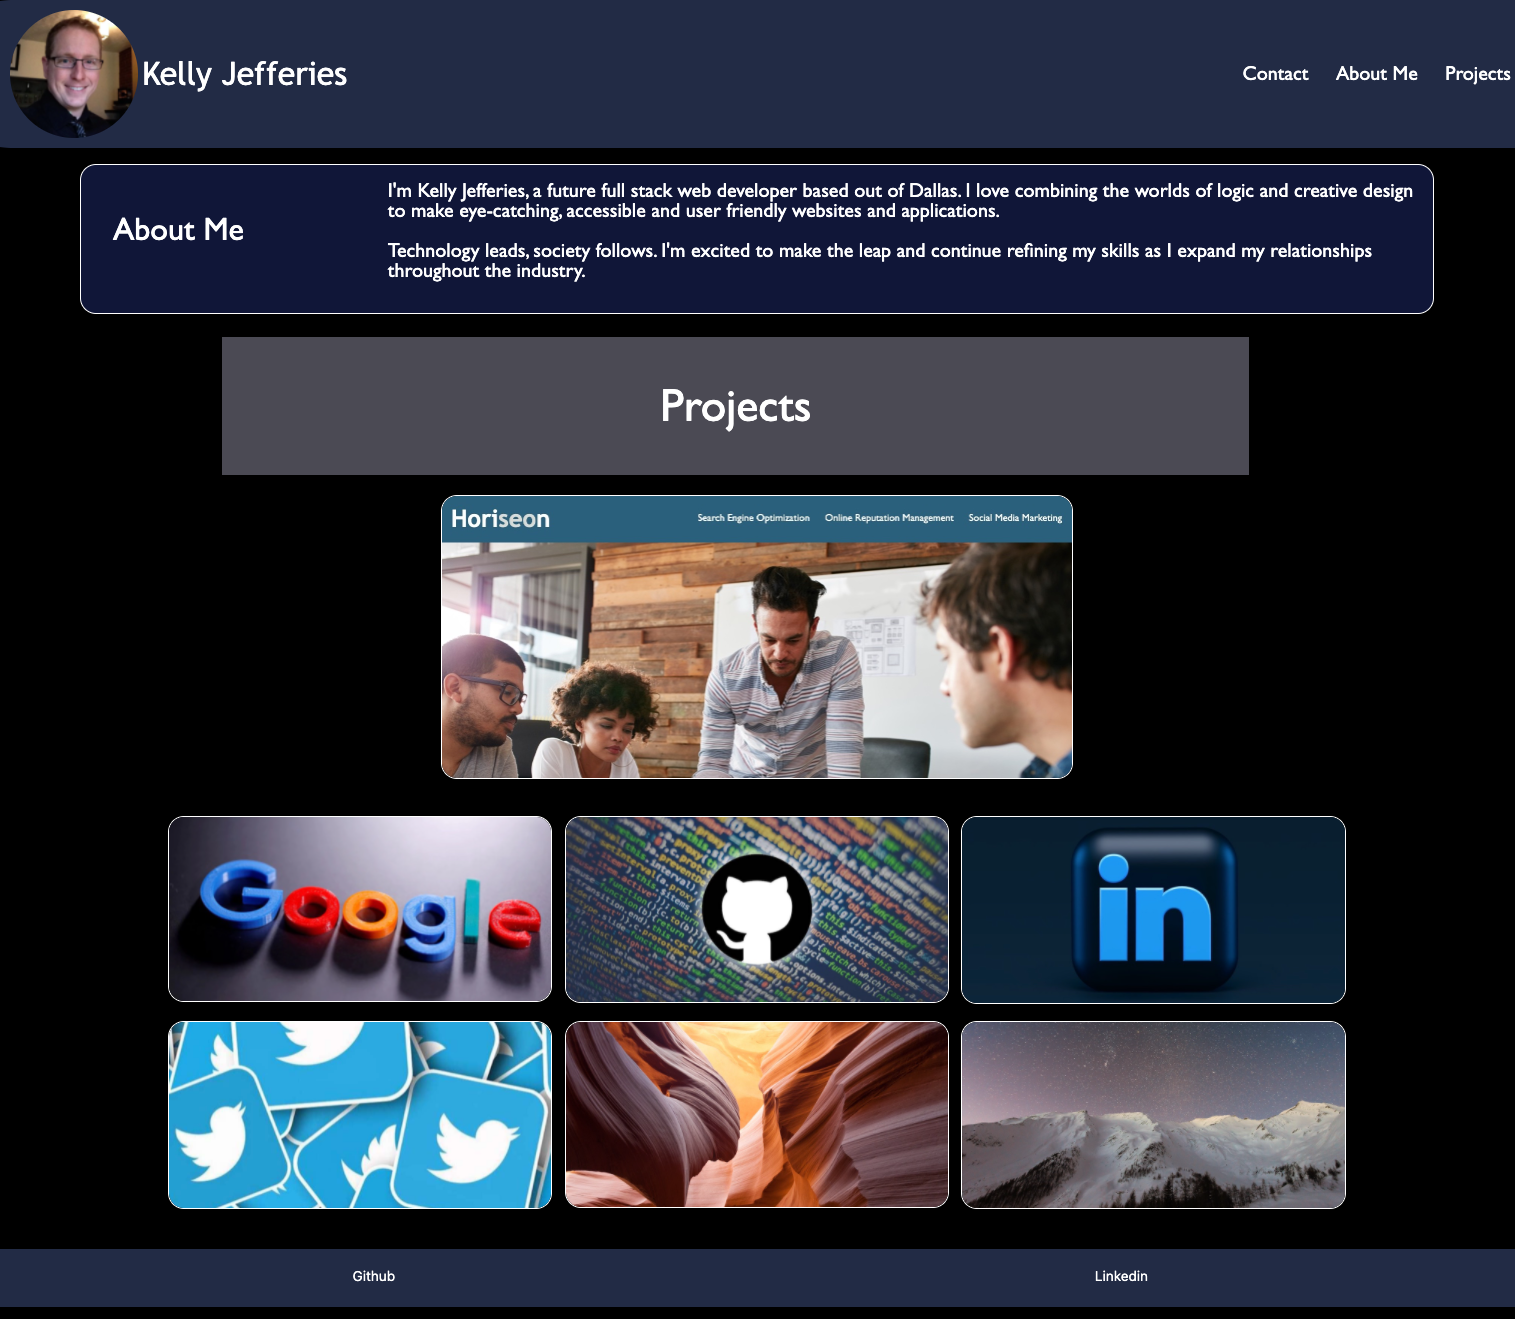 Kelly Jefferies
Contact About Me Projects
About Me
I'm Kelly Jefferies, a future full stack web developer based out of Dallas. I love combining the worlds of logic and creative design
to make eye-catching, accessible and user friendly websites and applications.
Technology leads, society follows. I'm excited to make the leap and continue refining my skills as I expand my relationships
throughout the industry.
Projects
Horiseon
Search Engine Optimization Online Reputation Management Social Media Marketing
Google
in
Github Linkedin